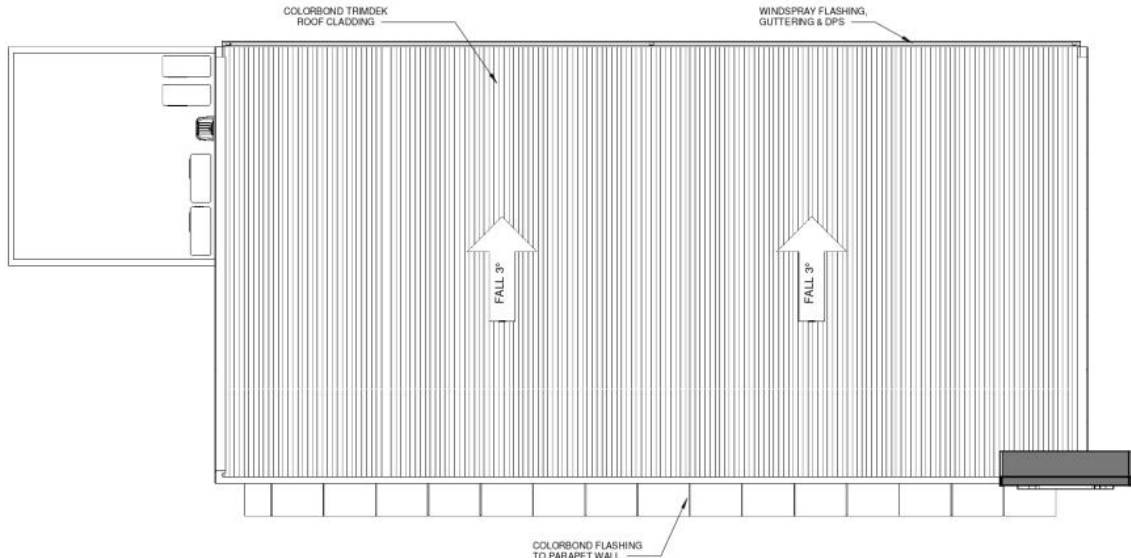 COLORBOND TRIMDEK
ROOF CLADDING
WINDSPRAY FLASHING,
GUTTERING & DPS
FALL 3°
FALL 3°
COLORBOND FLASHING
TO PARAPET WALL